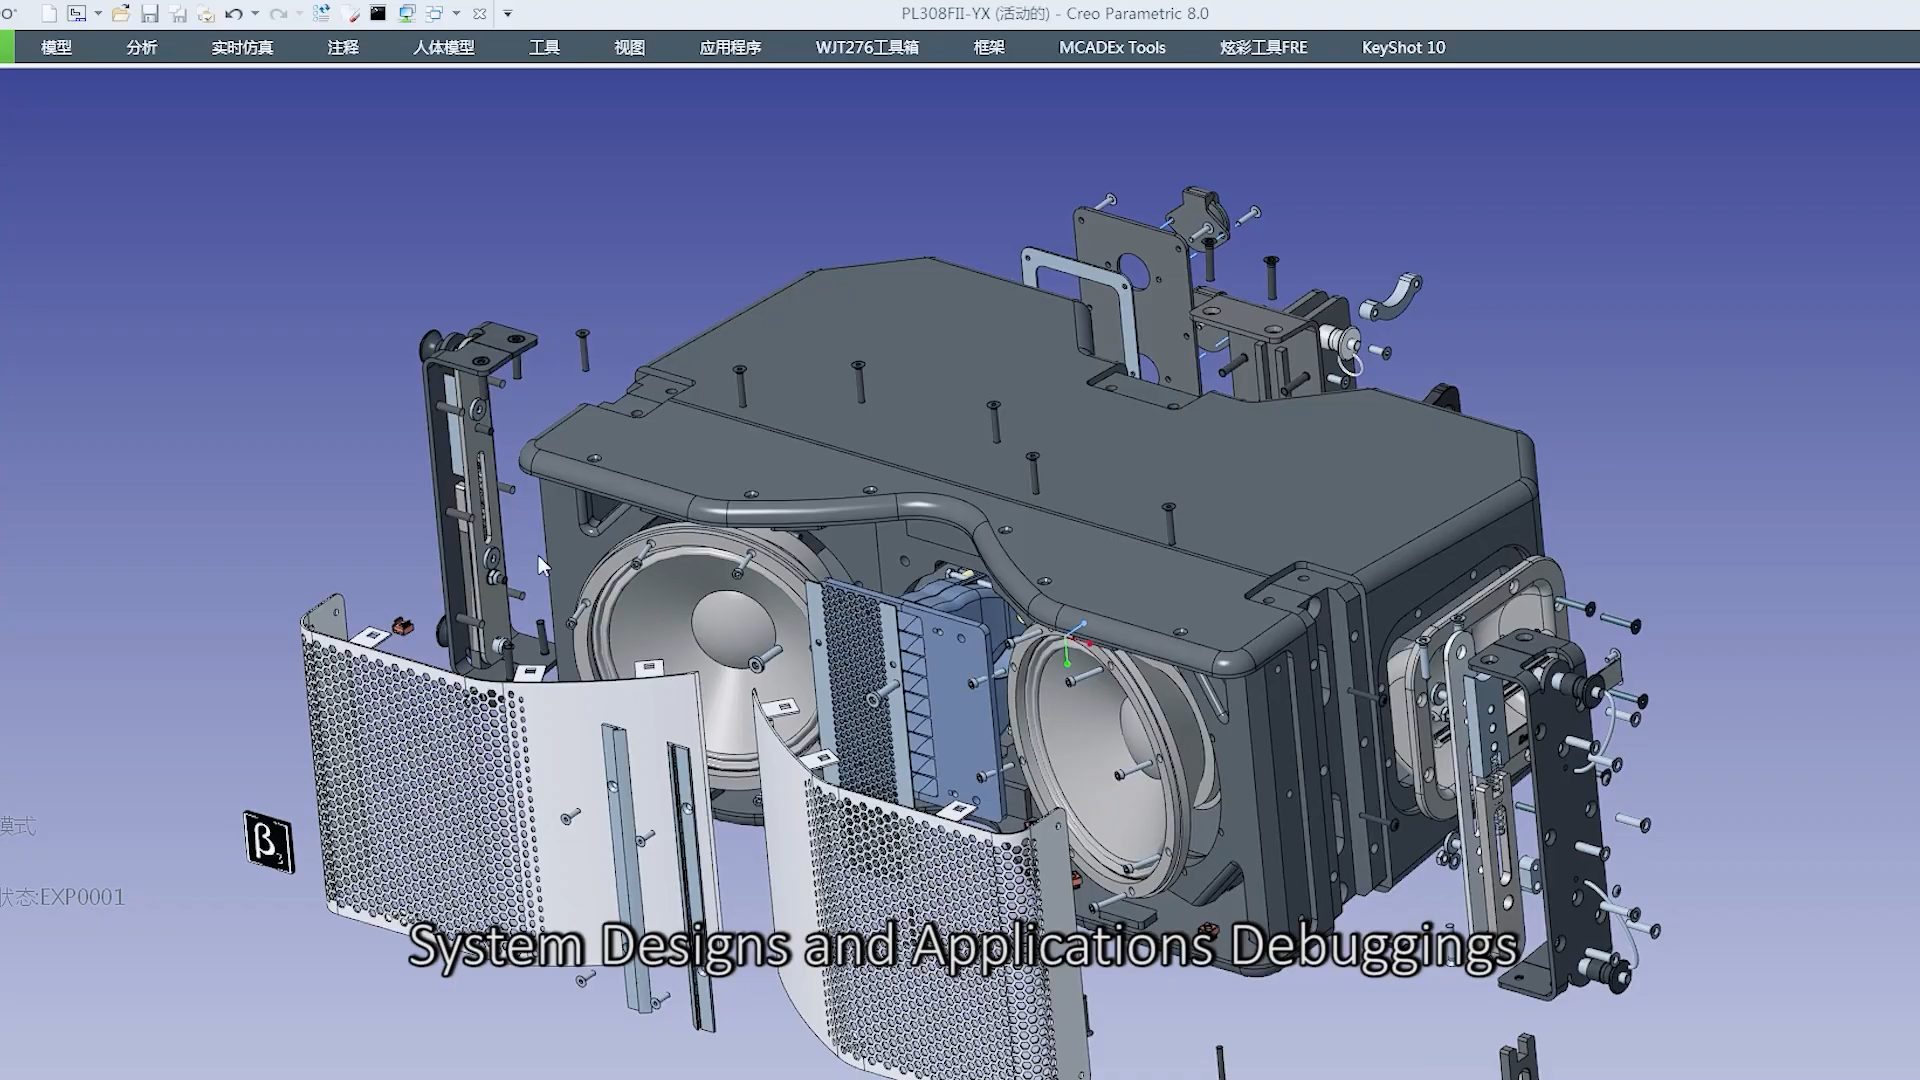 PL308FII-YX (活动的) - Creo Parametric 8.0
模型 分析 实时仿真 注释 人体模型 工具 视图 应用程序 WJT276工具箱 框架 MCADEx Tools 炫彩工具FRE KeyShot 10
模式
β3
状态:EXP0001
System Designs and Applications Debuggings